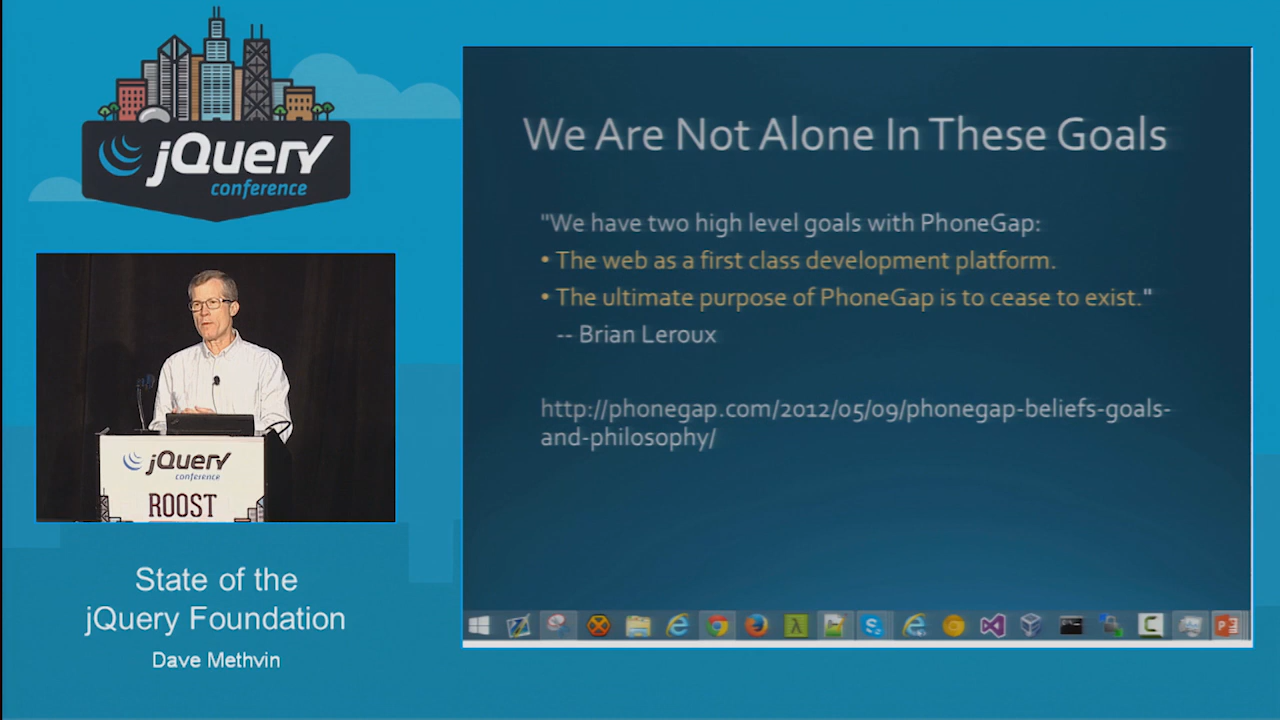 jQuery
conference
jQuery
conference
ROOST
State of the
jQuery Foundation
Dave Methvin
We Are Not Alone In These Goals
"We have two high level goals with PhoneGap:
• The web as a first class development platform.
• The ultimate purpose of PhoneGap is to cease to exist."
-- Brian Leroux
http://phonegap.com/2012/05/09/phonegap-beliefs-goals-
and-philosophy/